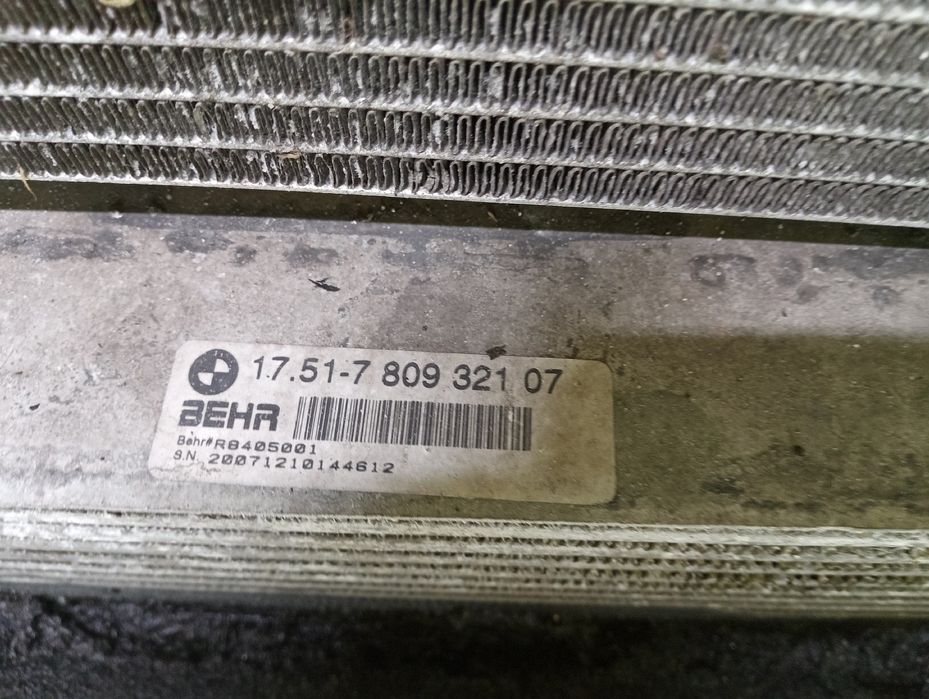 17.51-7 809 321 07
BEHR
Behr# R8405001
S.N. 20071210144612